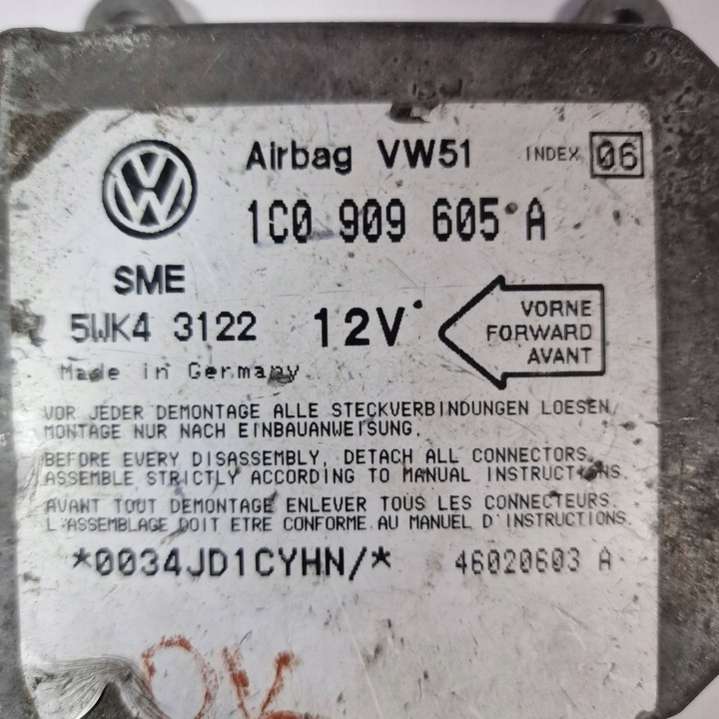 Airbag VW51 INDEX 06
1C0 909 605 A
SME
5WK4 3122 12V
VORNE
FORWARD
AVANT
Made in Germany
VOR JEDER DEMONTAGE ALLE STECKVERBINDUNGEN LOESEN/
MONTAGE NUR NACH EINBAUANWEISUNG.
BEFORE EVERY DISASSEMBLY, DETACH ALL CONNECTORS.
ASSEMBLE STRICTLY ACCORDING TO MANUAL INSTRUCTIONS.
AVANT TOUT DEMONTAGE ENLEVER TOUS LES CONNECTEURS
L'ASSEMBLAGE DOIT ETRE CONFORME AU MANUEL D'INSTRUCTIONS.
*0034JD1CYHN/* 46020603 A
OK